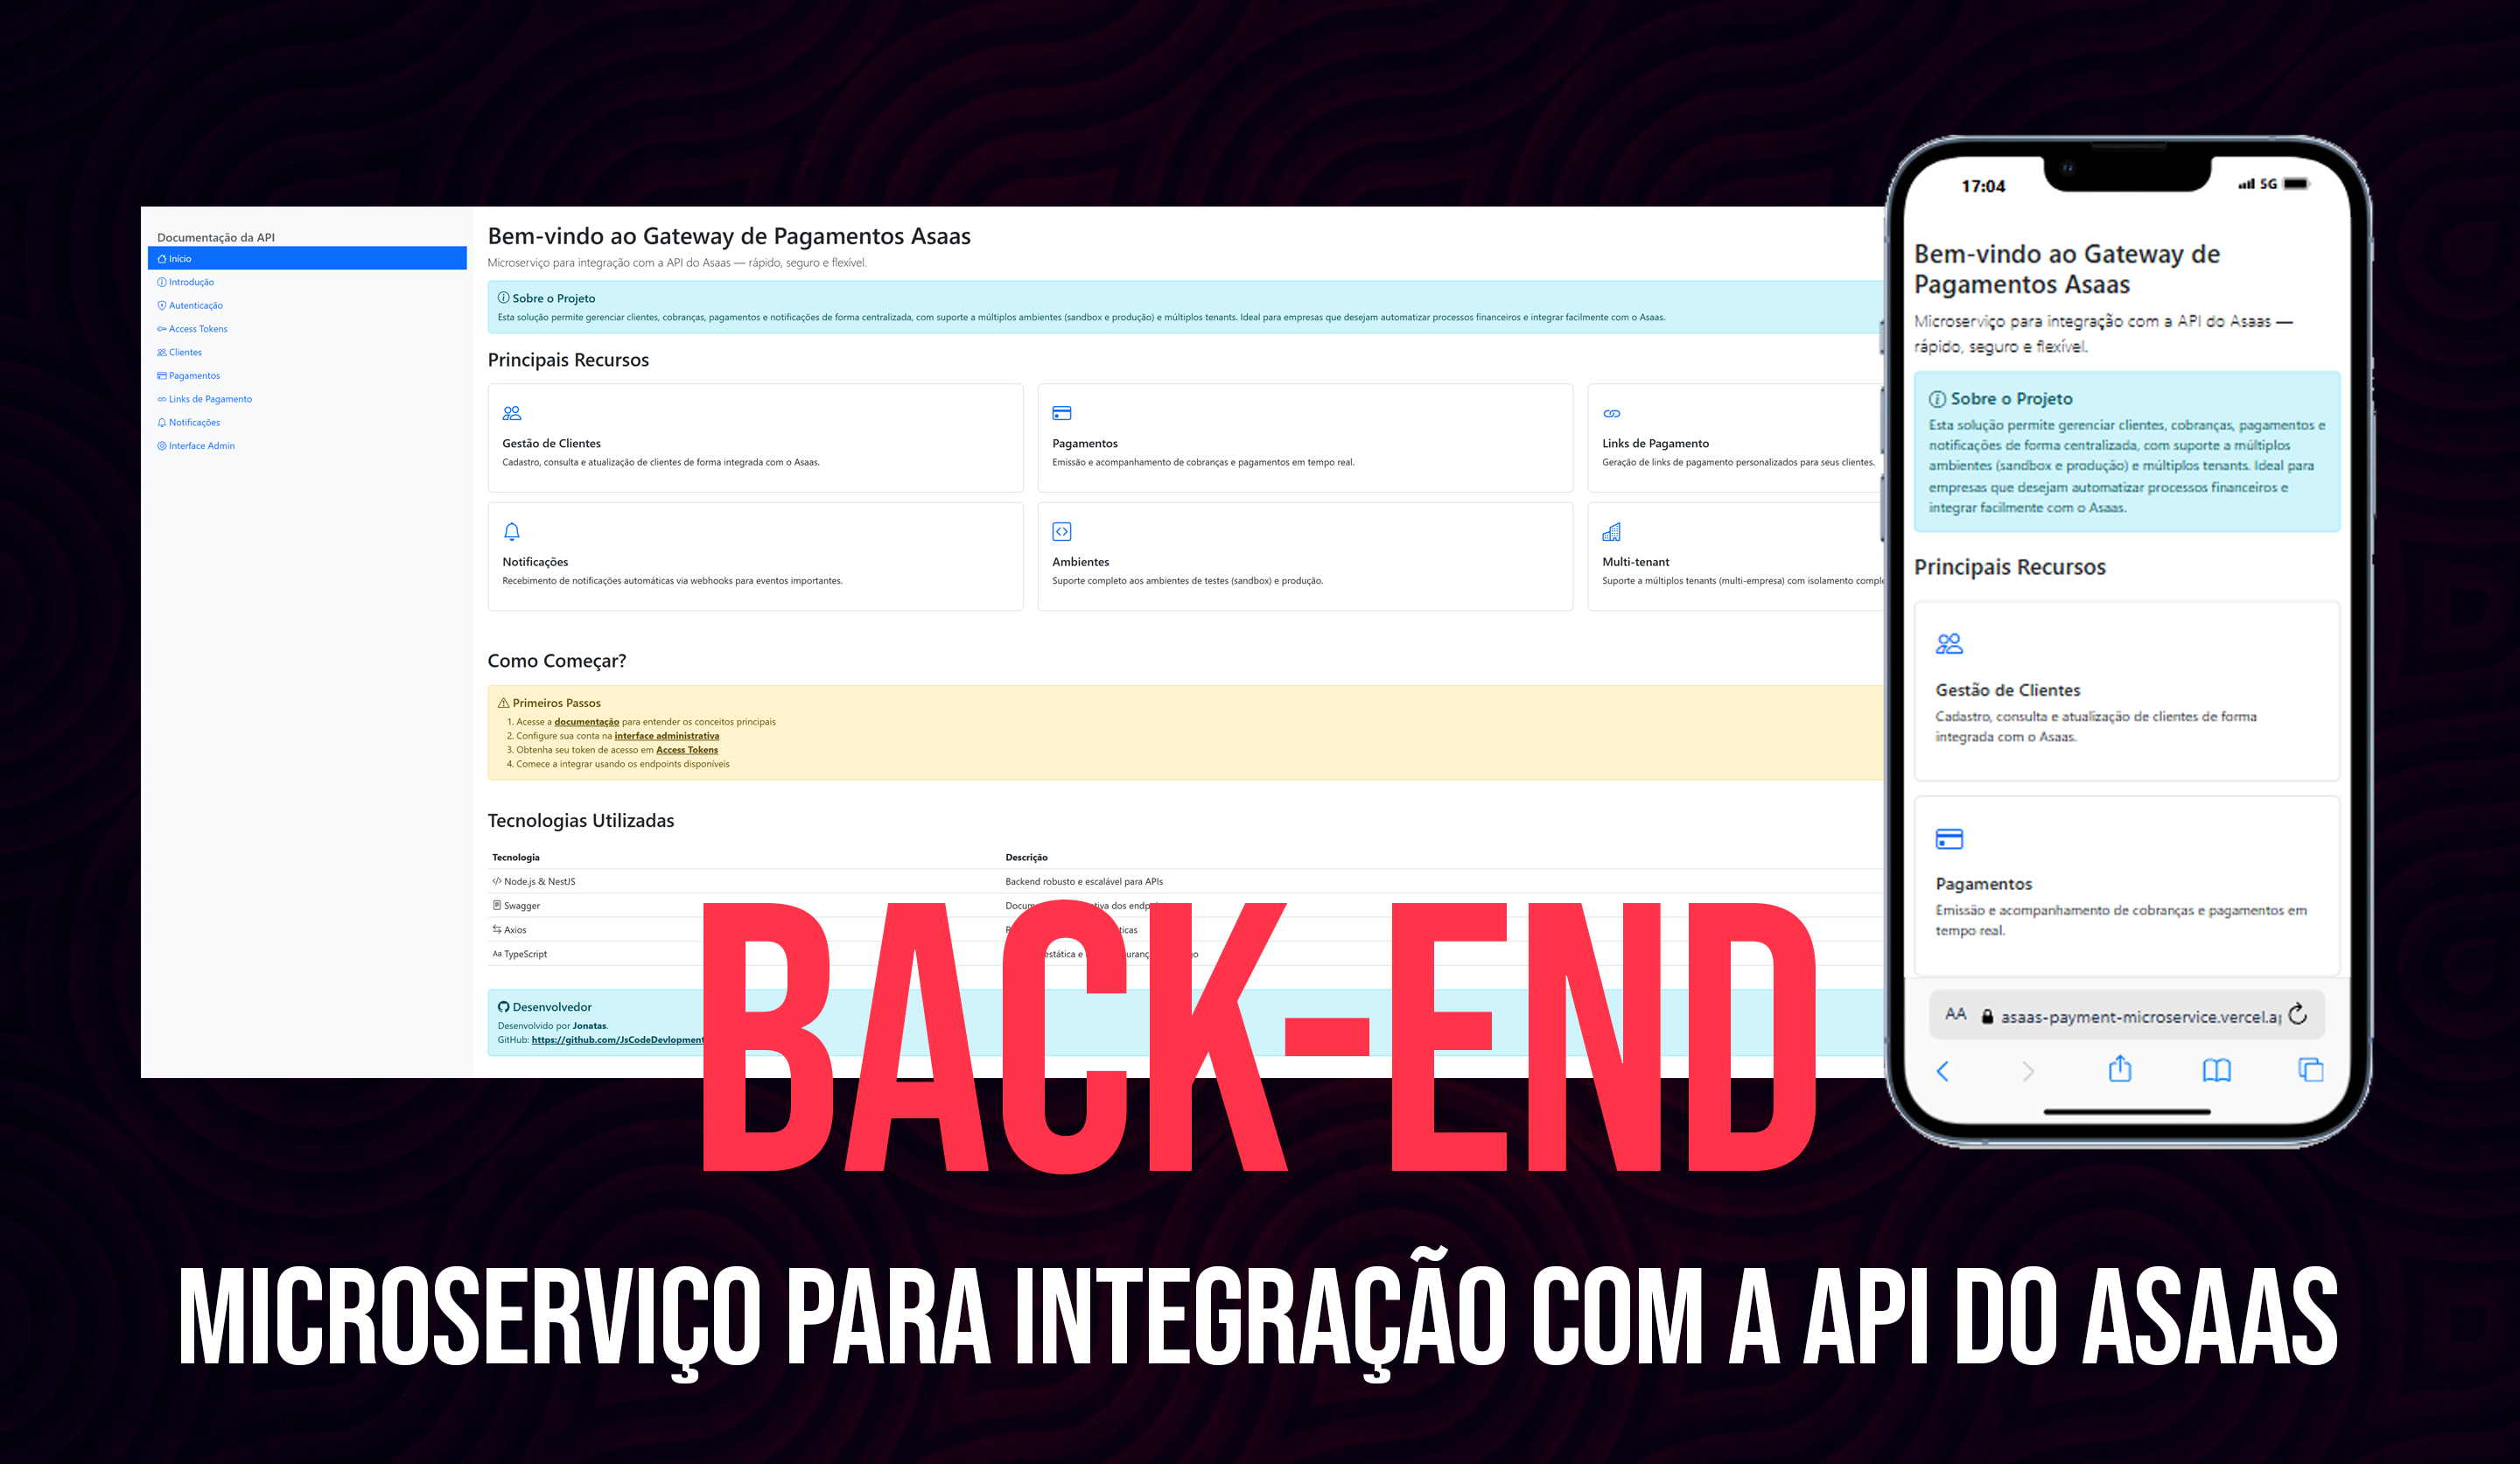 Documentação da API
Início
Introdução
Autenticação
Access Tokens
Clientes
Pagamentos
Links de Pagamento
Notificações
Interface Admin
Bem-vindo ao Gateway de Pagamentos Asaas
Microserviço para integração com a API do Asaas — rápido, seguro e flexível.
Sobre o Projeto
Esta solução permite gerenciar clientes, cobranças, pagamentos e notificações de forma centralizada, com suporte a múltiplos ambientes (sandbox e produção) e múltiplos tenants. Ideal para empresas que desejam automatizar processos financeiros e integrar facilmente com o Asaas.
Principais Recursos
Gestão de Clientes
Cadastro, consulta e atualização de clientes de forma integrada com o Asaas.
Pagamentos
Emissão e acompanhamento de cobranças e pagamentos em tempo real.
Links de Pagamento
Geração de links de pagamento personalizados para seus clientes.
Notificações
Recebimento de notificações automáticas via webhooks para eventos importantes.
Ambientes
Suporte completo aos ambientes de testes (sandbox) e produção.
Multi-tenant
Suporte a múltiplos tenants (multi-empresa) com isolamento
Como Começar?
Primeiros Passos
1. Acesse a documentação para entender os conceitos principais
2. Configure sua conta na interface administrativa
3. Obtenha seu token de acesso em Access Tokens
4. Comece a integrar usando os endpoints disponíveis
Tecnologias Utilizadas
Tecnologia Descrição
Node.js & NestJS Backend robusto e escalável para APIs
Swagger dos
Axios
Aa TypeScript estática e
Desenvolvedor
Desenvolvido por Jonatas.
GitHub: https://github.com/JsCodeDevlopment
17:04 5G
Bem-vindo ao Gateway de
Pagamentos Asaas
Microserviço para integração com a API do Asaas —
rápido, seguro e flexível.
Sobre o Projeto
Esta solução permite gerenciar clientes, cobranças, pagamentos e
notificações de forma centralizada, com suporte a múltiplos
ambientes (sandbox e produção) e múltiplos tenants. Ideal para
empresas que desejam automatizar processos financeiros e
integrar facilmente com o Asaas.
Principais Recursos
Gestão de Clientes
Cadastro, consulta e atualização de clientes de forma
integrada com o Asaas.
Pagamentos
Emissão e acompanhamento de cobranças e pagamentos em
tempo real.
AA asaas-payment-microservice.vercel.a
BACK-END
MICROSERVIÇO PARA INTEGRAÇÃO COM A API DO ASAAS